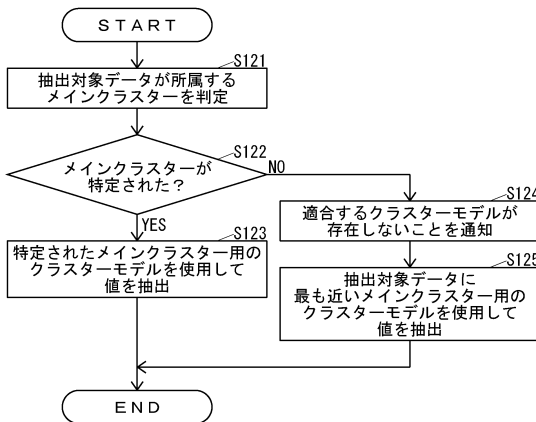 START
S121
抽出対象データが所属する
メインクラスターを判定
S122
メインクラスターが
特定された？
NO
YES
S123
特定されたメインクラスター用の
クラスターモデルを使用して
値を抽出
S124
適合するクラスターモデルが
存在しないことを通知
S125
抽出対象データに
最も近いメインクラスター用の
クラスターモデルを使用して
値を抽出
END